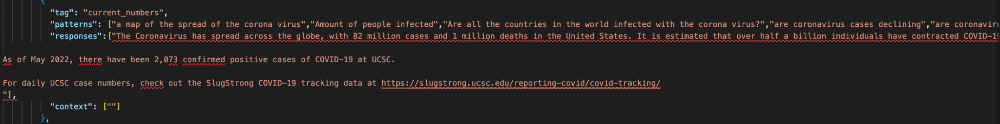 {
"tag": "current_numbers",
"patterns": ["a map of the spread of the corona virus","Amount of people infected","Are all the countries in the world infected with the corona virus?","are coronavirus cases declining","are coronaviru
"responses":["The Coronavirus has spread across the globe, with 82 million cases and 1 million deaths in the United States. It is estimated that over half a billion individuals have contracted COVID-19
As of May 2022, there have been 2,073 confirmed positive cases of COVID-19 at UCSC.
For daily UCSC case numbers, check out the SlugStrong COVID-19 tracking data at https://slugstrong.ucsc.edu/reporting-covid/covid-tracking/
"],
"context": [""]
},